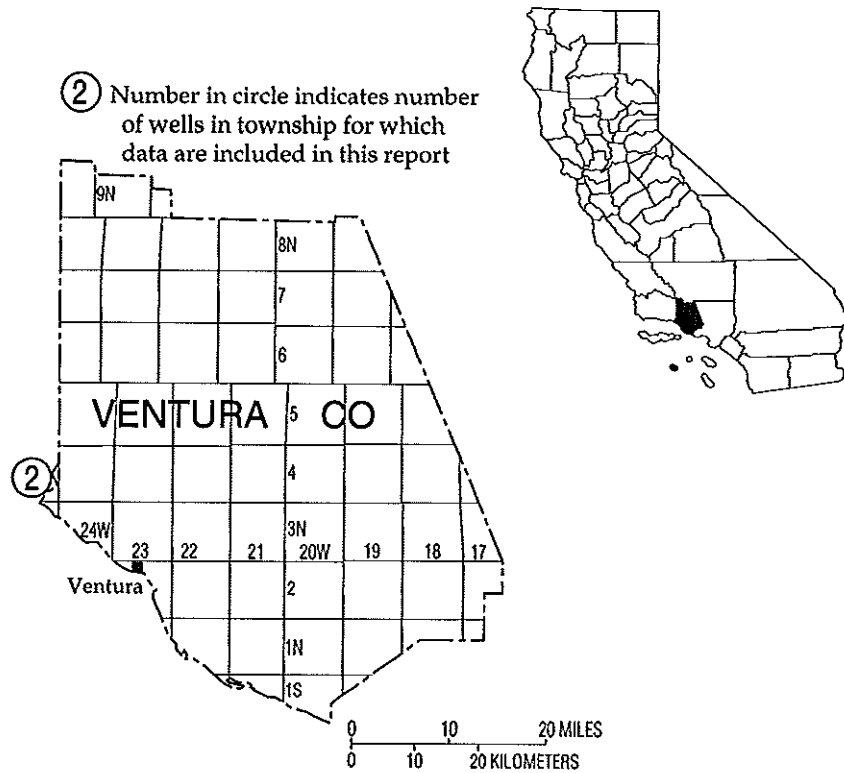 2 Number in circle indicates number
of wells in township for which
data are included in this report
9N
8N
7
6
VENTURA 5 CO
4
2
24W 3N
23 22 21 20W 19 18 17
Ventura 2
1N
1S
0 10 20 MILES
0 10 20 KILOMETERS